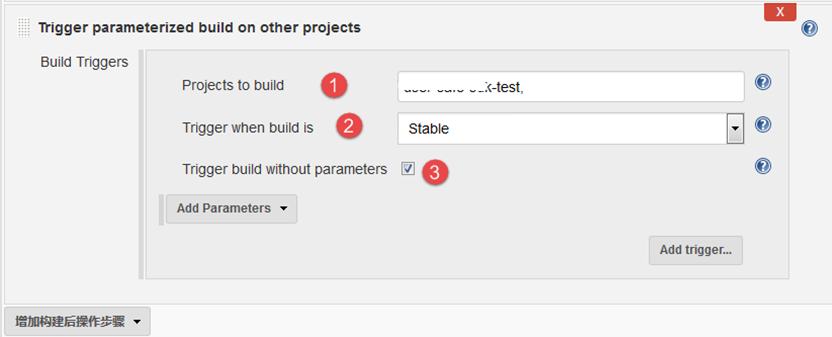 X
Trigger parameterized build on other projects
?
Build Triggers
Projects to build 1 -test, ?
Trigger when build is 2 Stable ?
Trigger build without parameters 3 ?
Add Parameters
Add trigger...
增加构建后操作步骤